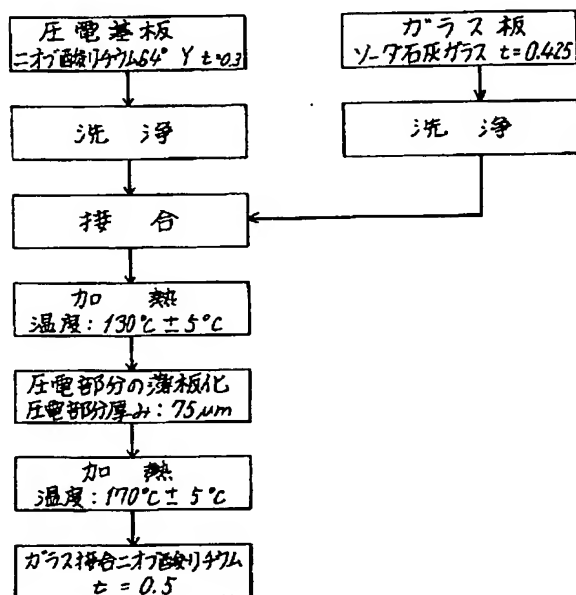 圧電基板
ニオブ酸リチウム64° Y t=0.3
ガラス板
ソーダ石灰ガラス t=0.425
洗浄
洗浄
接合
加熱
温度:130℃±5℃
圧電部分の薄板化
圧電部分厚み:75μm
加熱
温度:170℃±5℃
ガラス接合ニオブ酸リチウム
t=0.5